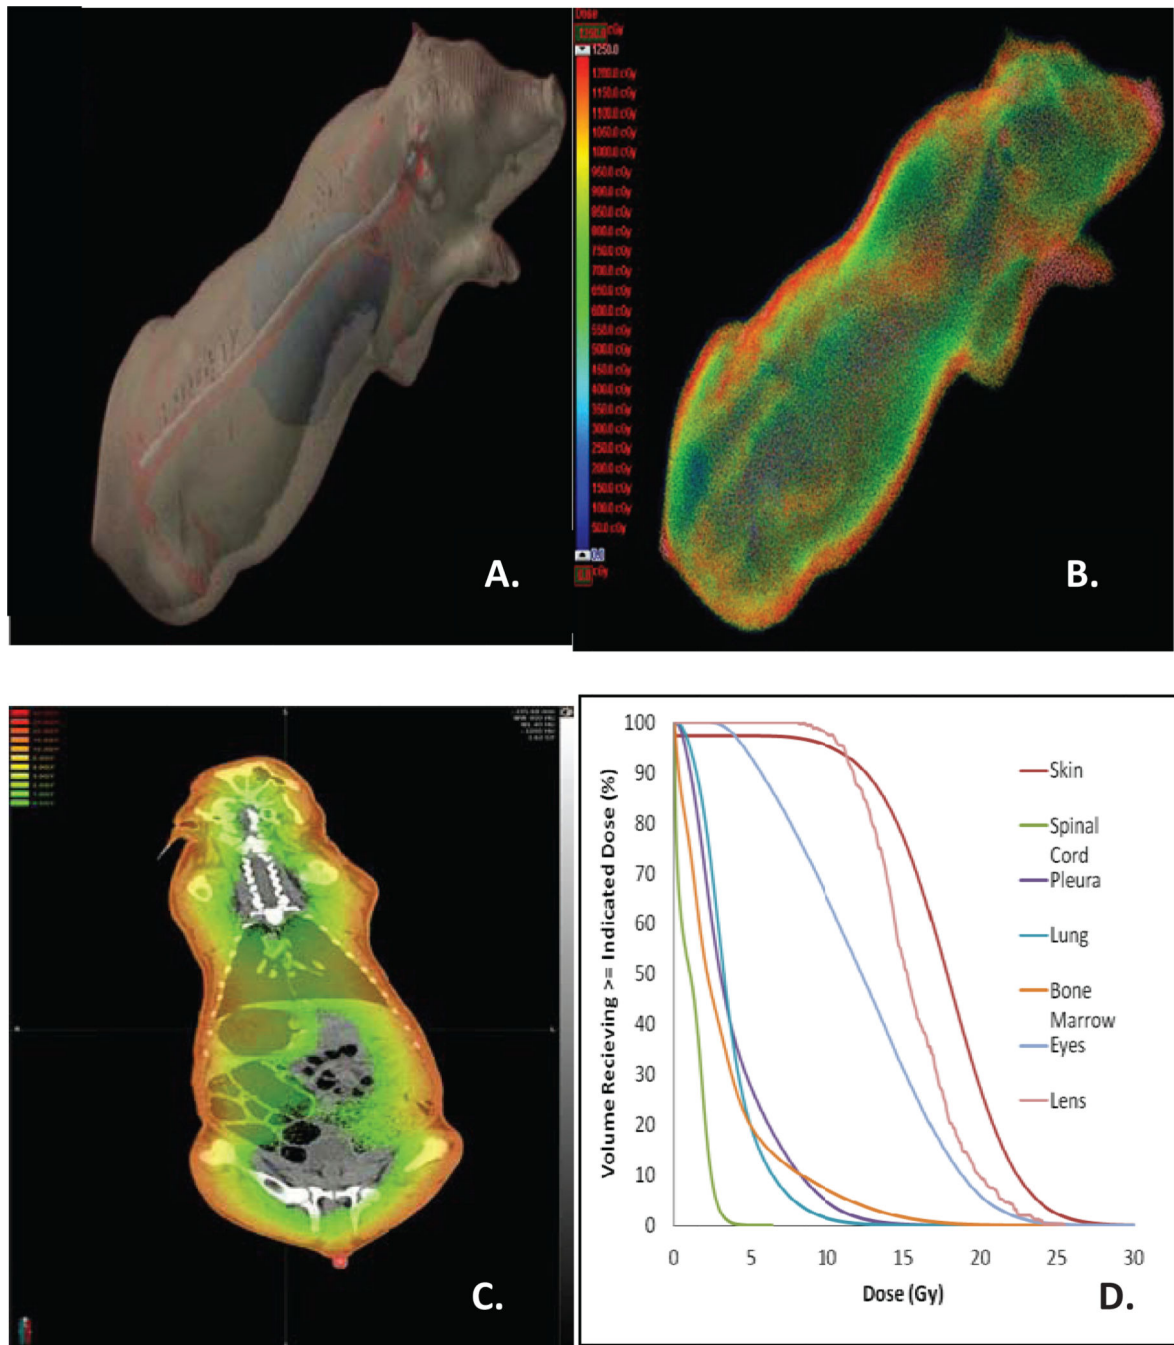 Dose
1250.0 cGy
1250.0
1200.0 cGy
1150.0 cGy
1100.0 cGy
1050.0 cGy
1000.0 cGy
950.0 cGy
900.0 cGy
850.0 cGy
800.0 cGy
750.0 cGy
700.0 cGy
650.0 cGy
600.0 cGy
550.0 cGy
500.0 cGy
450.0 cGy
400.0 cGy
350.0 cGy
300.0 cGy
250.0 cGy
200.0 cGy
150.0 cGy
100.0 cGy
50.0 cGy
0.0
0.0 cGy
A.
B.
C.
Volume Recieving >= Indicated Dose (%)
100
90
80
70
60
50
40
30
20
10
0
0 5 10 15 20 25 30
Dose (Gy)
Skin
Spinal
Cord
Pleura
Lung
Bone
Marrow
Eyes
Lens
D.